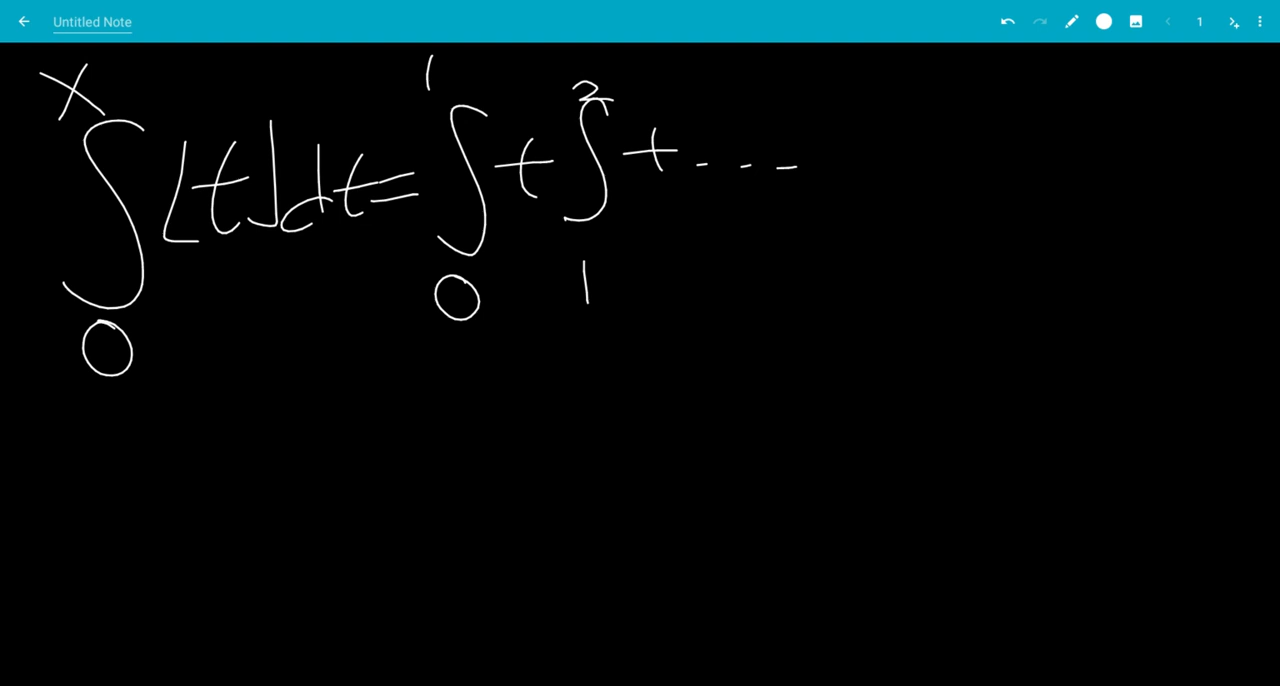 Untitled Note 1
∫₀ˣ ⌊t⌋dt = ∫₀¹ + ∫₁² + - - -